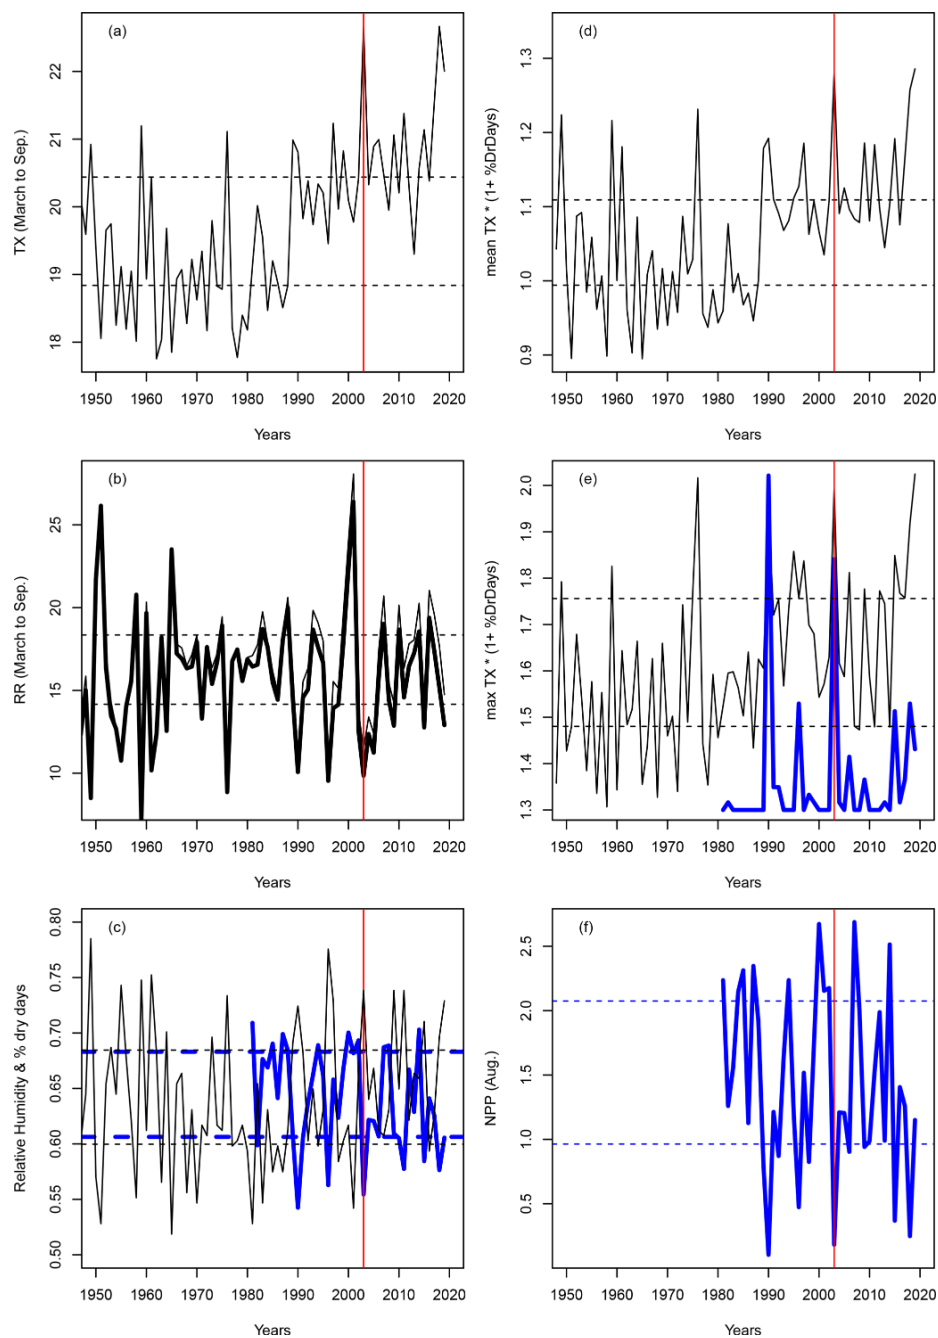 (a)
TX (March to Sep.)
22
21
20
19
18
1950 1960 1970 1980 1990 2000 2010 2020
Years
(d)
mean TX * (1+ %DrDays)
1.3
1.2
1.1
1.0
0.9
1950 1960 1970 1980 1990 2000 2010 2020
Years
(b)
RR (March to Sep.)
25
20
15
10
1950 1960 1970 1980 1990 2000 2010 2020
Years
(e)
max TX * (1+ %DrDays)
2.0
1.9
1.8
1.7
1.6
1.5
1.4
1.3
1950 1960 1970 1980 1990 2000 2010 2020
Years
(c)
Relative Humidity & % dry days
0.80
0.75
0.70
0.65
0.60
0.55
0.50
1950 1960 1970 1980 1990 2000 2010 2020
Years
(f)
NPP (Aug.)
2.5
2.0
1.5
1.0
0.5
1950 1960 1970 1980 1990 2000 2010 2020
Years